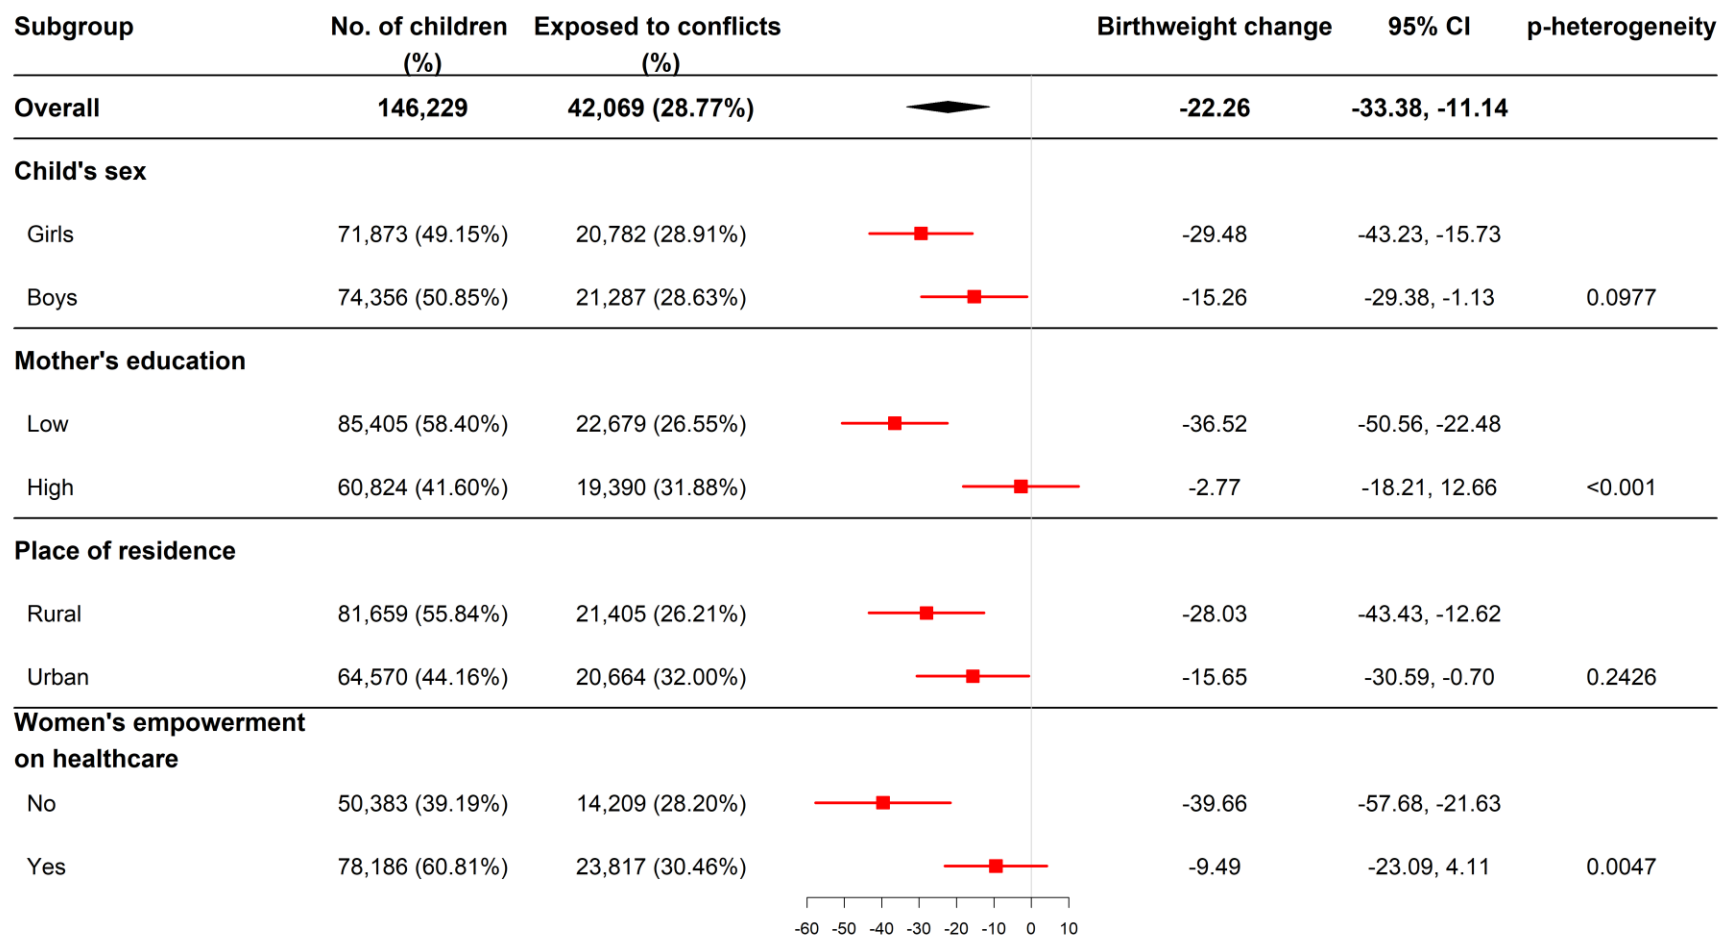 Subgroup No. of children Exposed to conflicts Birthweight change 95% CI p-heterogeneity
(%) (%)
Overall 146,229 42,069 (28.77%) -22.26 -33.38, -11.14
Child's sex
Girls 71,873 (49.15%) 20,782 (28.91%) -29.48 -43.23, -15.73
Boys 74,356 (50.85%) 21,287 (28.63%) -15.26 -29.38, -1.13 0.0977
Mother's education
Low 85,405 (58.40%) 22,679 (26.55%) -36.52 -50.56, -22.48
High 60,824 (41.60%) 19,390 (31.88%) -2.77 -18.21, 12.66 <0.001
Place of residence
Rural 81,659 (55.84%) 21,405 (26.21%) -28.03 -43.43, -12.62
Urban 64,570 (44.16%) 20,664 (32.00%) -15.65 -30.59, -0.70 0.2426
Women's empowerment
on healthcare
No 50,383 (39.19%) 14,209 (28.20%) -39.66 -57.68, -21.63
Yes 78,186 (60.81%) 23,817 (30.46%) -9.49 -23.09, 4.11 0.0047
-60 -50 -40 -30 -20 -10 0 10